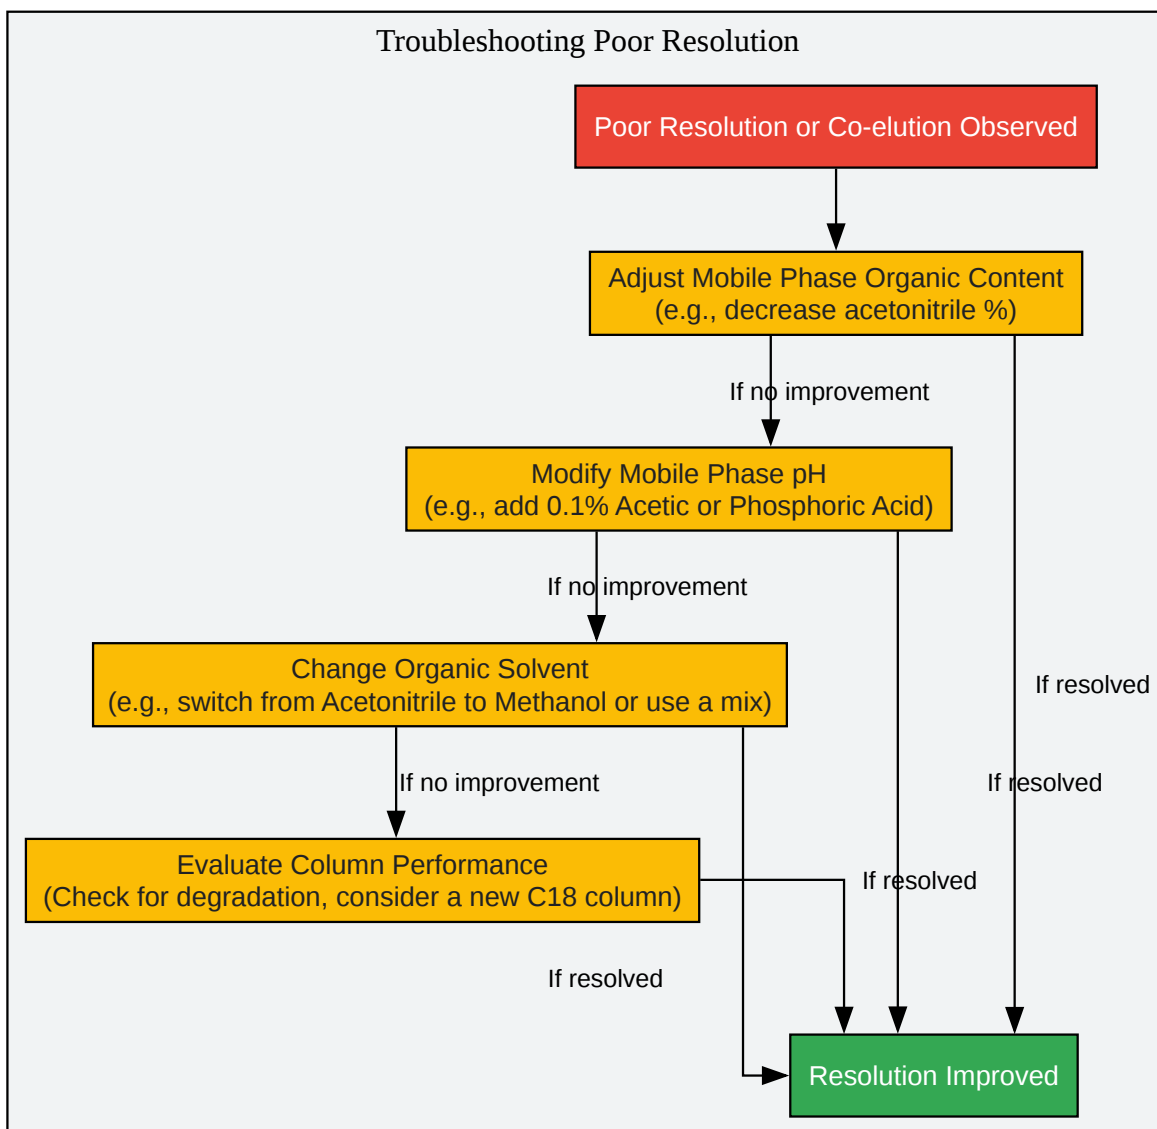 Troubleshooting Poor Resolution
Poor Resolution or Co-elution Observed
Adjust Mobile Phase Organic Content
(e.g., decrease acetonitrile %)
If no improvement
Modify Mobile Phase pH
(e.g., add 0.1% Acetic or Phosphoric Acid)
If no improvement
Change Organic Solvent
(e.g., switch from Acetonitrile to Methanol or use a mix)
If resolved
If no improvement
If resolved
Evaluate Column Performance
(Check for degradation, consider a new C18 column)
If resolved
If resolved
Resolution Improved